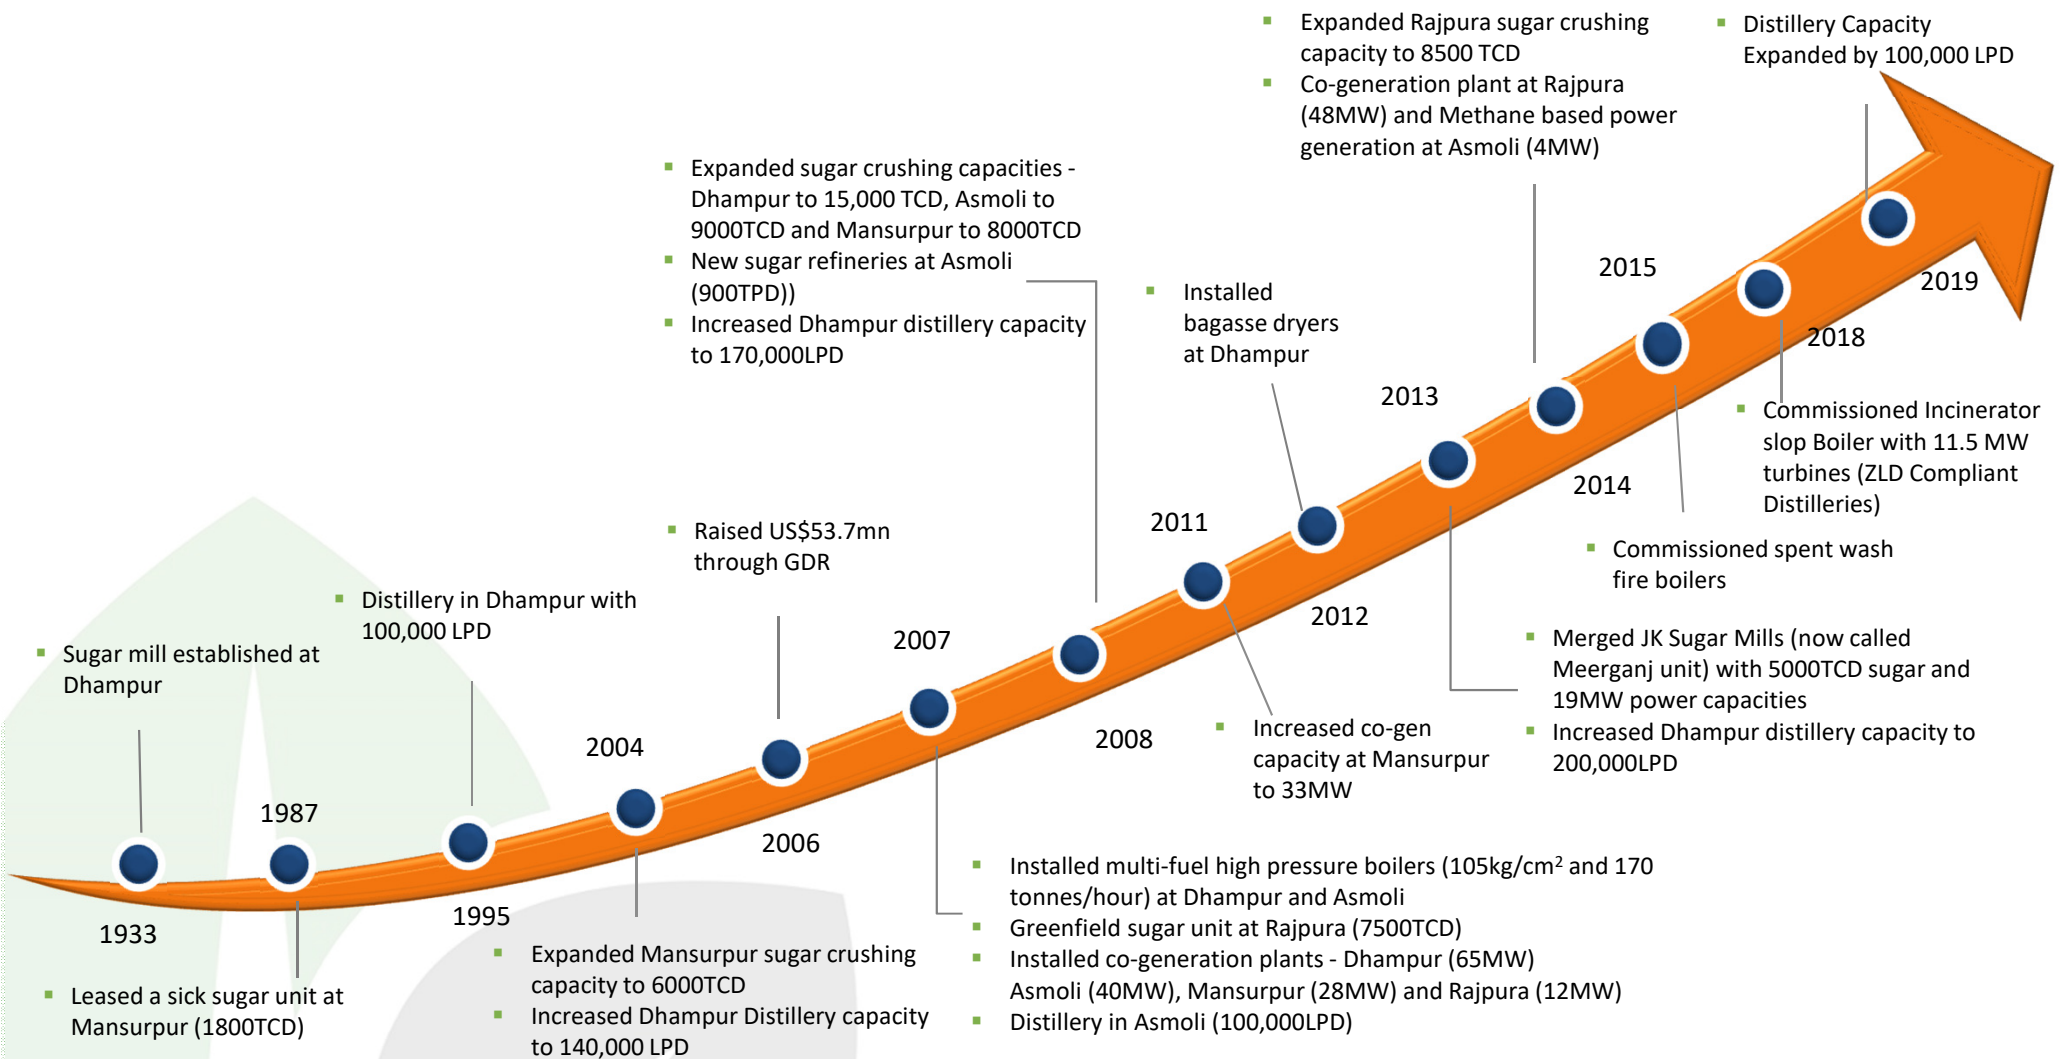 Expanded Rajpura sugar crushing
capacity to 8500 TCD
Co-generation plant at Rajpura
(48MW) and Methane based power
generation at Asmoli (4MW)
Distillery Capacity
Expanded by 100,000 LPD
Expanded sugar crushing capacities -
Dhampur to 15,000 TCD, Asmoli to
9000TCD and Mansurpur to 8000TCD
New sugar refineries at Asmoli
(900TPD))
Increased Dhampur distillery capacity
to 170,000LPD
Installed
bagasse dryers
at Dhampur
2015
2019
2018
2013
Commissioned Incinerator
slop Boiler with 11.5 MW
turbines (ZLD Compliant
Distilleries)
2014
2011
Raised US$53.7mn
through GDR
Commissioned spent wash
fire boilers
Distillery in Dhampur with
100,000 LPD
2012
2007
Sugar mill established at
Dhampur
Merged JK Sugar Mills (now called
Meerganj unit) with 5000TCD sugar and
19MW power capacities
Increased Dhampur distillery capacity to
200,000LPD
2004
2008
Increased co-gen
capacity at Mansurpur
to 33MW
1987
2006
1933
1995
Installed multi-fuel high pressure boilers (105kg/cm² and 170
tonnes/hour) at Dhampur and Asmoli
Greenfield sugar unit at Rajpura (7500TCD)
Installed co-generation plants - Dhampur (65MW)
Asmoli (40MW), Mansurpur (28MW) and Rajpura (12MW)
Distillery in Asmoli (100,000LPD)
Expanded Mansurpur sugar crushing
capacity to 6000TCD
Increased Dhampur Distillery capacity
to 140,000 LPD
Leased a sick sugar unit at
Mansurpur (1800TCD)